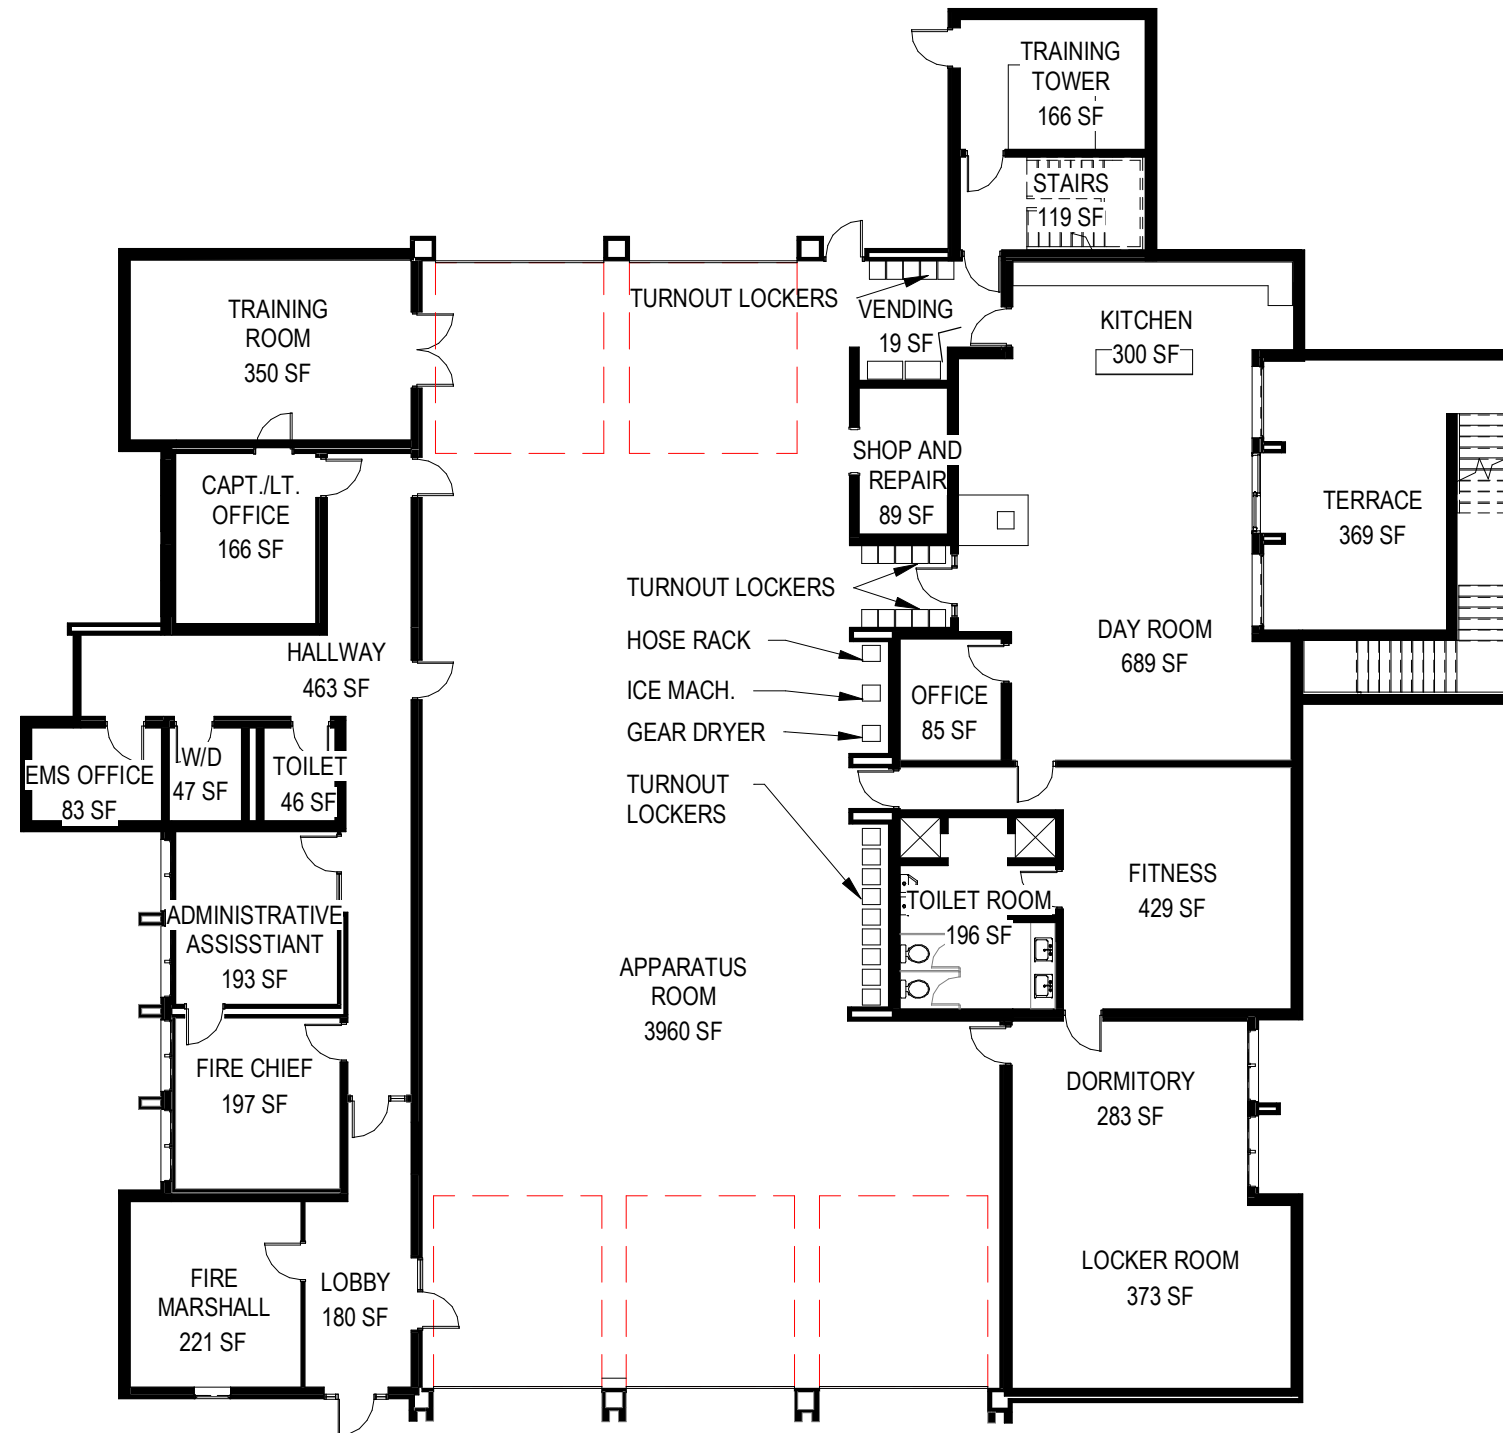 TRAINING
TOWER
166 SF
STAIRS
119 SF
TRAINING
ROOM
350 SF
TURNOUT LOCKERS
VENDING
19 SF
KITCHEN
300 SF
CAPT./LT.
OFFICE
166 SF
SHOP AND
REPAIR
89 SF
TERRACE
369 SF
TURNOUT LOCKERS
HOSE RACK
ICE MACH.
GEAR DRYER
TURNOUT
LOCKERS
HALLWAY
463 SF
DAY ROOM
689 SF
OFFICE
85 SF
EMS OFFICE
83 SF
W/D
47 SF
TOILET
46 SF
ADMINISTRATIVE
ASSISSTIANT
193 SF
TOILET ROOM
196 SF
FITNESS
429 SF
APPARATUS
ROOM
3960 SF
FIRE CHIEF
197 SF
DORMITORY
283 SF
FIRE
MARSHALL
221 SF
LOBBY
180 SF
LOCKER ROOM
373 SF